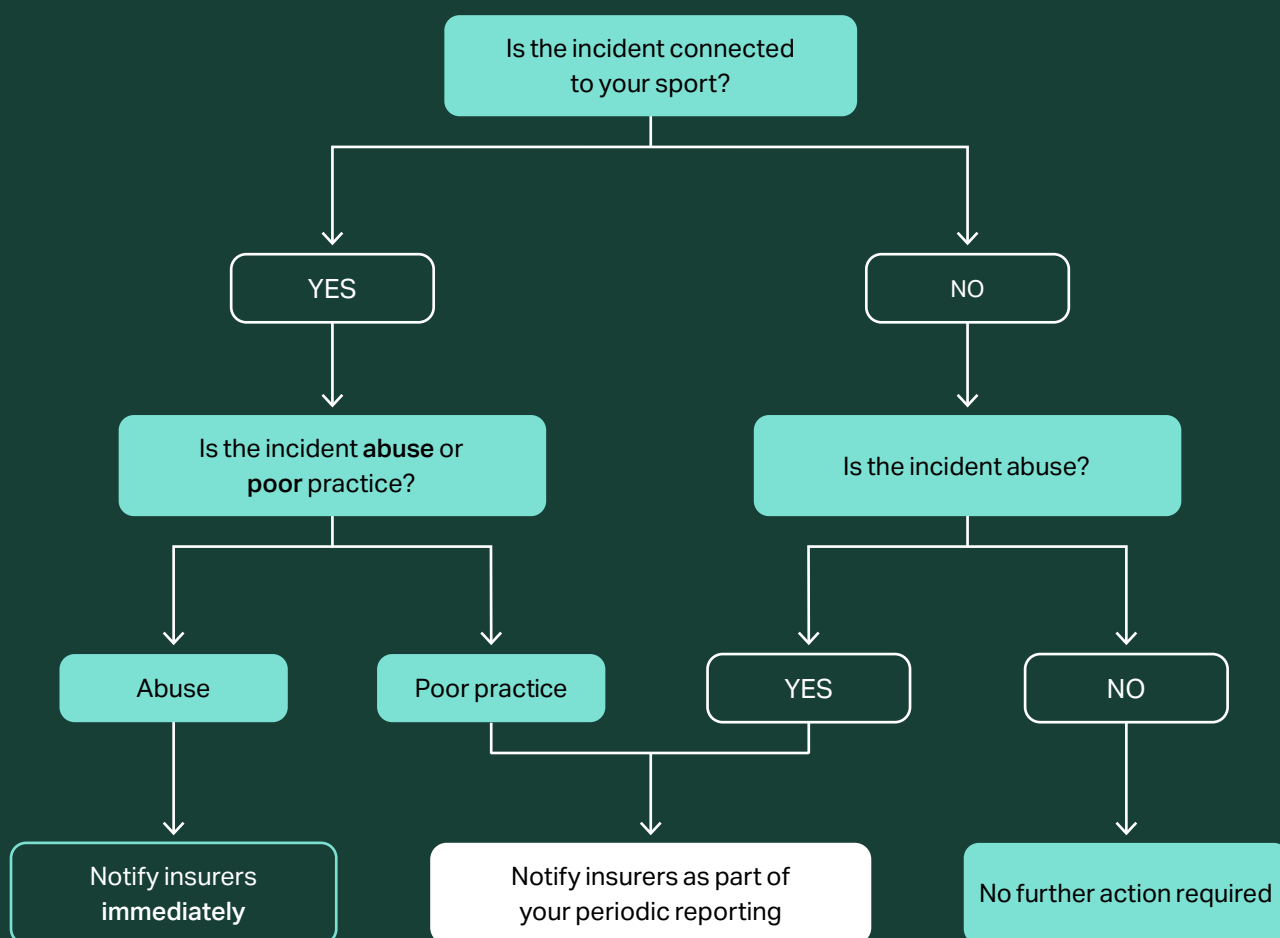 Is the incident connected
to your sport?
YES
NO
Is the incident abuse or
poor practice?
Is the incident abuse?
Abuse
Poor practice
YES
NO
Notify insurers
immediately
Notify insurers as part of
your periodic reporting
No further action required